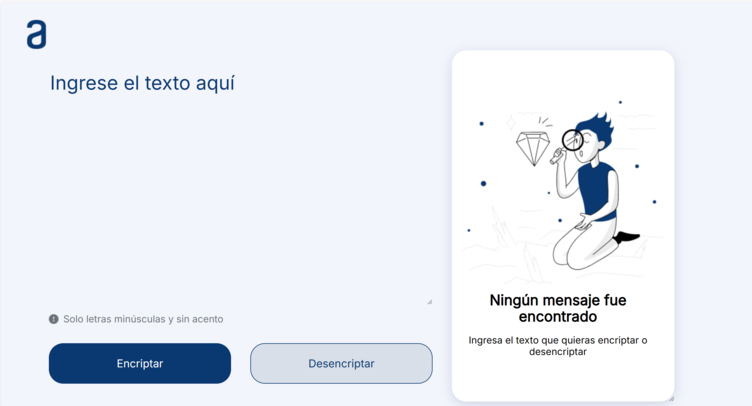 a
Ingrese el texto aquí
Solo letras minúsculas y sin acento
Encriptar
Desencriptar
Ningún mensaje fue
encontrado
Ingresa el texto que quieras encriptar o
desencriptar